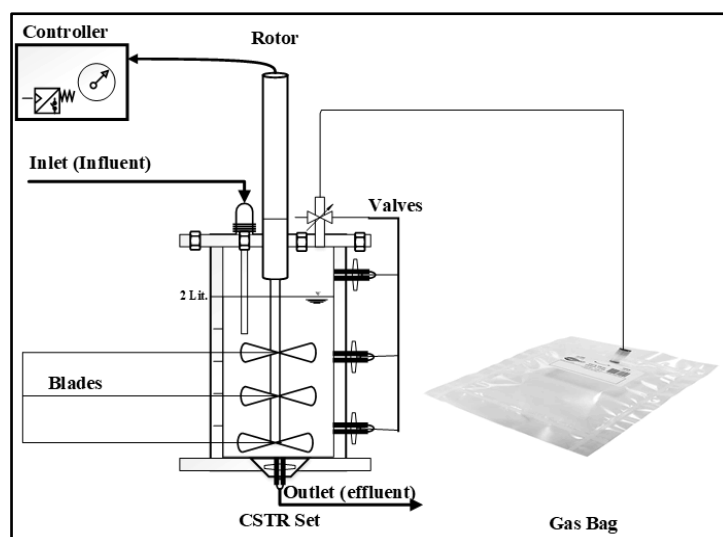 Controller
Rotor
Inlet (Influent)
Valves
2 Lit.
Blades
Outlet (effluent)
CSTR Set
Gas Bag